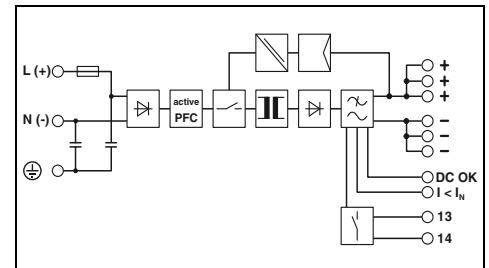 L (+)
+
+
active
PFC
+
N (-)
–
–
–
DC OK
I < IN
13
14